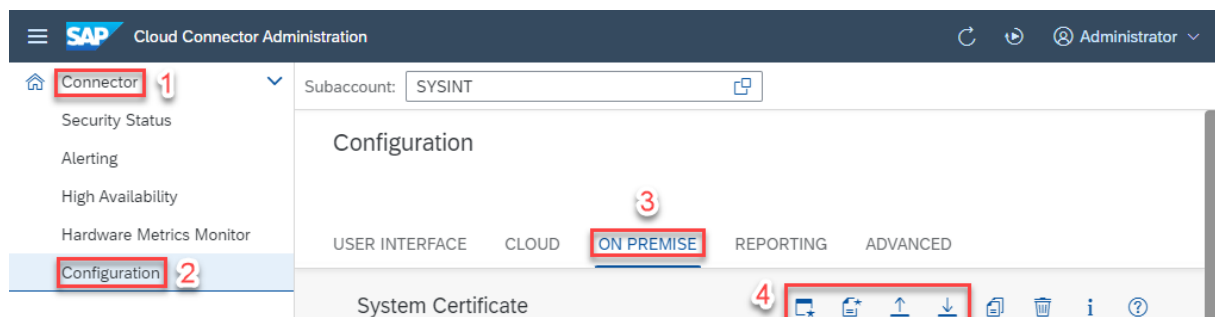 SAP Cloud Connector Administration Administrator
Connector 1
Subaccount: SYSINT
Security Status
Configuration
Alerting
High Availability
3
Hardware Metrics Monitor
USER INTERFACE CLOUD ON PREMISE REPORTING ADVANCED
Configuration 2
System Certificate 4